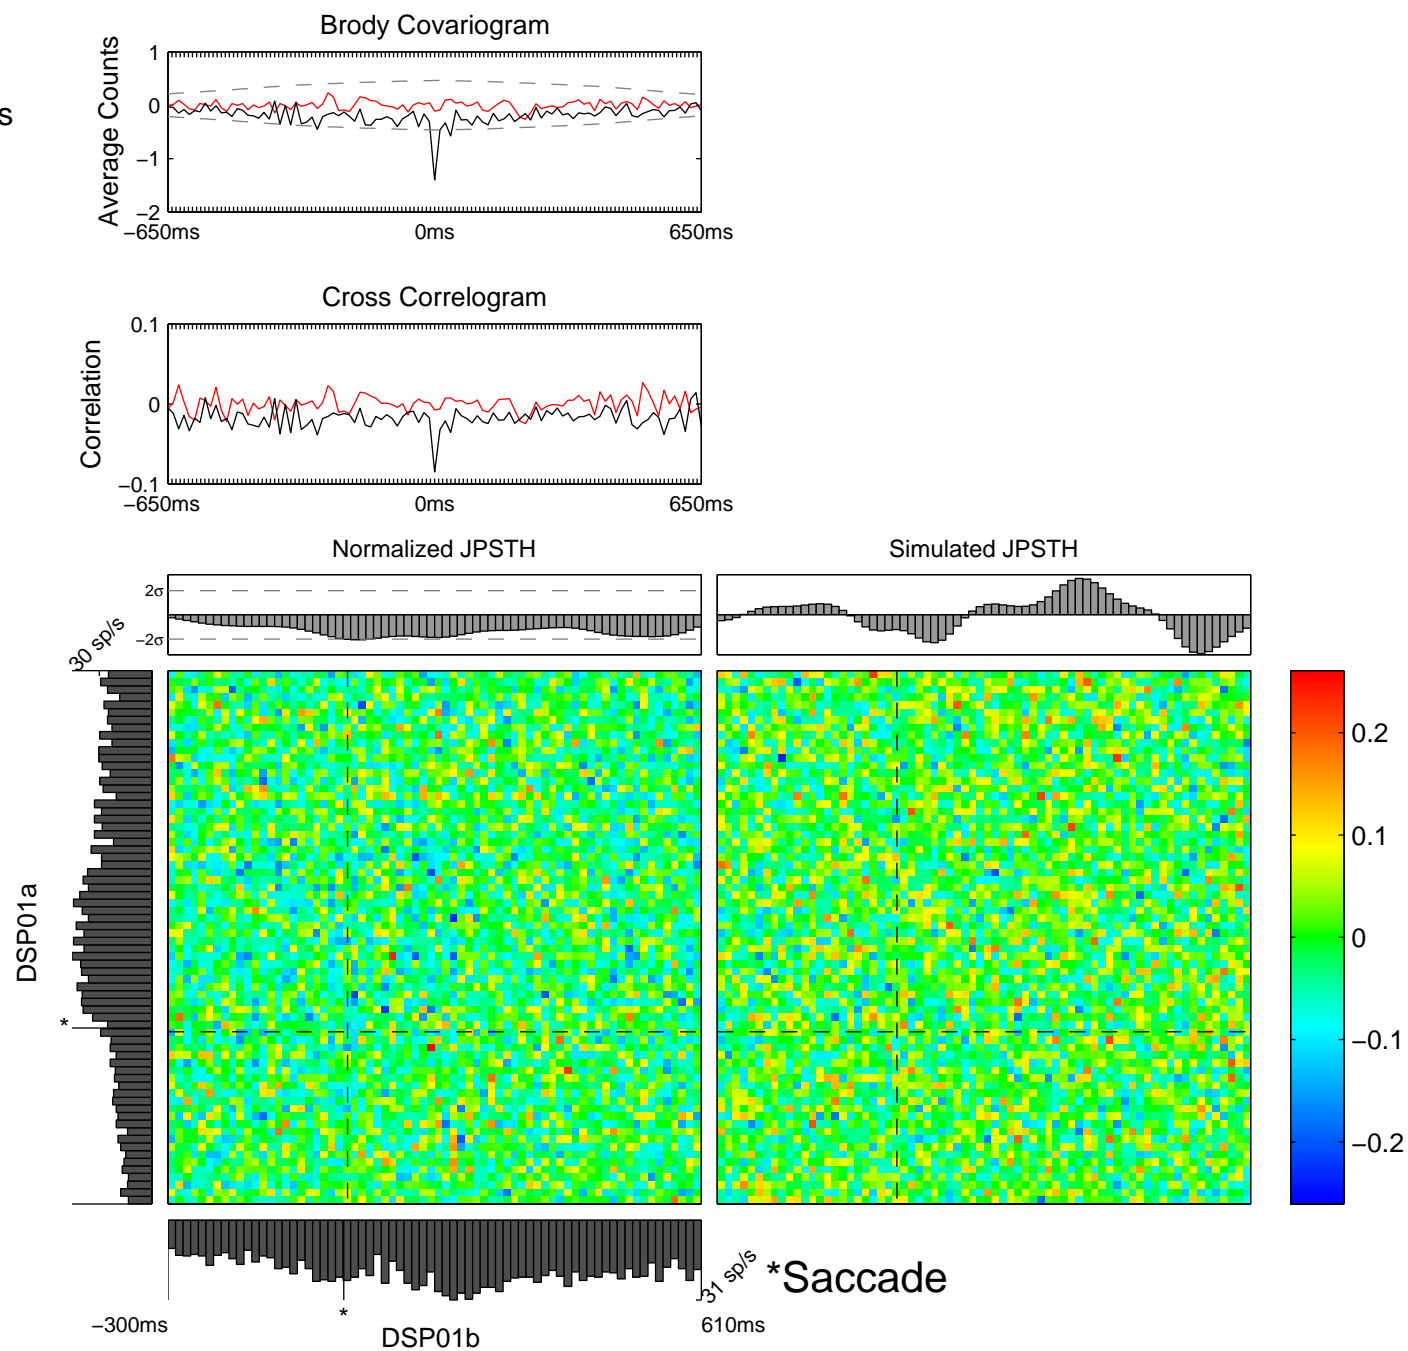 Brody Covariogram
s
Average Counts
1
0
−1
−2
−650ms
0ms
650ms
Cross Correlogram
Correlation
0.1
0
−0.1
−650ms
0ms
650ms
Normalized JPSTH
Simulated JPSTH
2σ
−2σ
30 sp/s
DSP01a
*
0.2
0.1
0
−0.1
−0.2
31 sp/s
*Saccade
*
−300ms
DSP01b
610ms